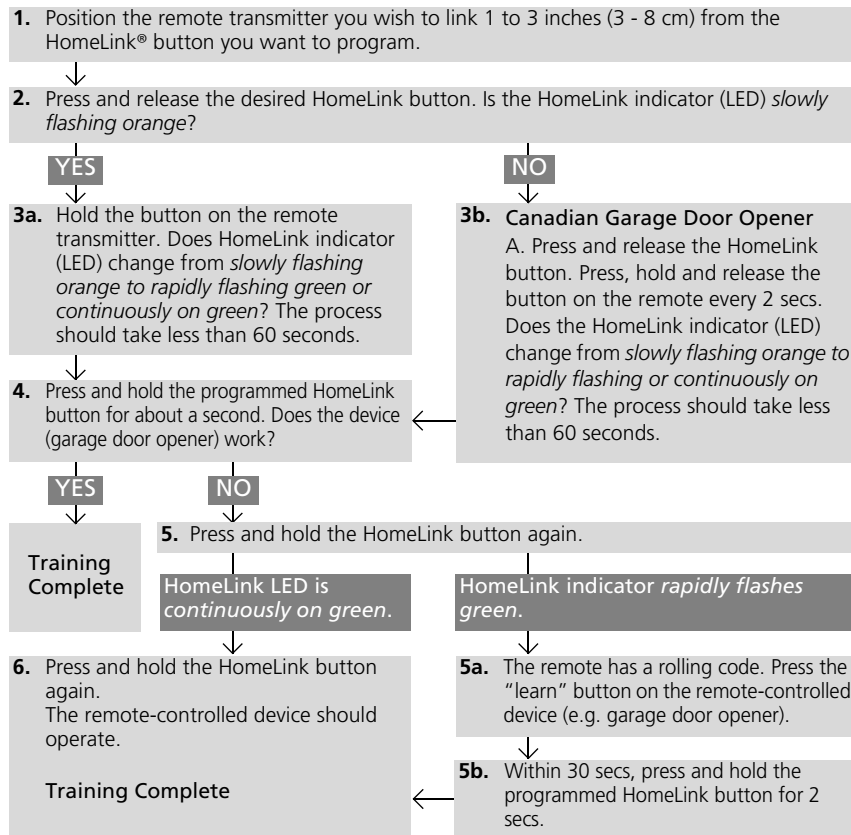 1. Position the remote transmitter you wish to link 1 to 3 inches (3 - 8 cm) from the
HomeLink® button you want to program.
2. Press and release the desired HomeLink button. Is the HomeLink indicator (LED) slowly
flashing orange?
YES
NO
3a. Hold the button on the remote
transmitter. Does HomeLink indicator
(LED) change from slowly flashing
orange to rapidly flashing green or
continuously on green? The process
should take less than 60 seconds.
3b. Canadian Garage Door Opener
A. Press and release the HomeLink
button. Press, hold and release the
button on the remote every 2 secs.
Does the HomeLink indicator (LED)
change from slowly flashing orange to
rapidly flashing or continuously on
green? The process should take less
than 60 seconds.
4. Press and hold the programmed HomeLink
button for about a second. Does the device
(garage door opener) work?
YES
NO
Training
Complete
5. Press and hold the HomeLink button again.
HomeLink LED is
continuously on green.
HomeLink indicator rapidly flashes
green.
6. Press and hold the HomeLink button
again.
The remote-controlled device should
operate.
Training Complete
5a. The remote has a rolling code. Press the
“learn” button on the remote-controlled
device (e.g. garage door opener).
5b. Within 30 secs, press and hold the
programmed HomeLink button for 2
secs.